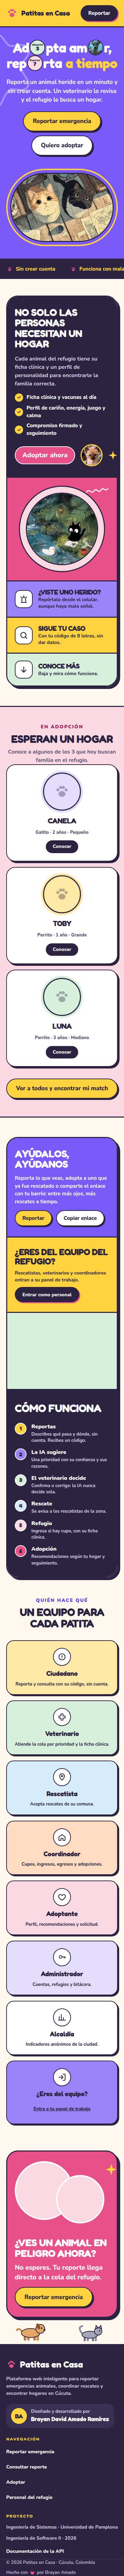 Patitas en Casa
Reportar
Reporta un animal herido en un minuto y
sin crear cuenta. Un veterinario lo revisa
y el refugio le busca un hogar.
Reportar emergencia
Quiero adoptar
Sin crear cuenta
Funciona con mala
NO SOLO LAS
PERSONAS
NECESITAN UN
HOGAR
Cada animal del refugio tiene su
ficha clínica y un perfil de
personalidad para encontrarle la
familia correcta.
Ficha clínica y vacunas al día
Perfil de cariño, energía, juego y
calma
Compromiso firmado y
seguimiento
Adoptar ahora
¿VISTE UNO HERIDO?
Repórtalo desde el celular,
aunque haya mala señal.
SIGUE TU CASO
Con tu código de 8 letras, sin
dar datos.
CONOCE MÁS
Baja y mira cómo funciona.
EN ADOPCIÓN
ESPERAN UN HOGAR
Conoce a algunos de los 3 que hoy buscan
familia en el refugio.
CANELA
Gatito · 2 años · Pequeño
Conocer
TOBY
Perrito · 1 año · Grande
Conocer
LUNA
Perrito · 3 años · Mediano
Conocer
Ver a todos y encontrar mi match
AYÚDALOS,
AYÚDANOS
Reporta lo que veas, adopta a uno que
ya fue rescatado o comparte el enlace
con tu barrio: entre más ojos, más
rescates a tiempo.
Reportar
Copiar enlace
¿ERES DEL EQUIPO DEL
REFUGIO?
Rescatistas, veterinarios y coordinadores
entran a su panel de trabajo.
Entrar como personal
CÓMO FUNCIONA
1
Reportas
Describes qué pasa y dónde, sin
cuenta. Recibes un código.
2
La IA sugiere
Una prioridad con su confianza y sus
razones.
3
El veterinario decide
Confirma o corrige: la IA nunca
decide sola.
4
Rescate
Se avisa a los rescatistas de la zona.
5
Refugio
Ingresa si hay cupo, con su ficha
clínica.
6
Adopción
Recomendaciones según tu hogar y
seguimiento.
QUIÉN HACE QUÉ
UN EQUIPO PARA
CADA PATITA
Ciudadano
Reporta y consulta con su código, sin cuenta.
Veterinario
Atiende la cola por prioridad y la ficha clínica.
Rescatista
Acepta rescates de su comuna.
Coordinador
Cupos, ingresos, egresos y adopciones.
Adoptante
Perfil, recomendaciones y solicitud.
Administrador
Cuentas, refugios y bitácora.
Alcaldía
Indicadores anónimos de la ciudad.
¿Eres del equipo?
Entra a tu panel de trabajo
¿VES UN ANIMAL EN
PELIGRO AHORA?
No esperes. Tu reporte llega
directo a la cola del refugio.
Reportar emergencia
Patitas en Casa
Plataforma web inteligente para reportar
emergencias animales, coordinar rescates y
encontrar hogares en Cúcuta.
BA
Diseñado y desarrollado por
Brayan David Amado Ramírez
NAVEGACIÓN
Reportar emergencia
Consultar reporte
Adoptar
Personal del refugio
PROYECTO
Ingeniería de Sistemas · Universidad de Pamplona
Ingeniería de Software II · 2026
Documentación de la API
© 2026 Patitas en Casa · Cúcuta, Colombia
Hecho con por Brayan Amado